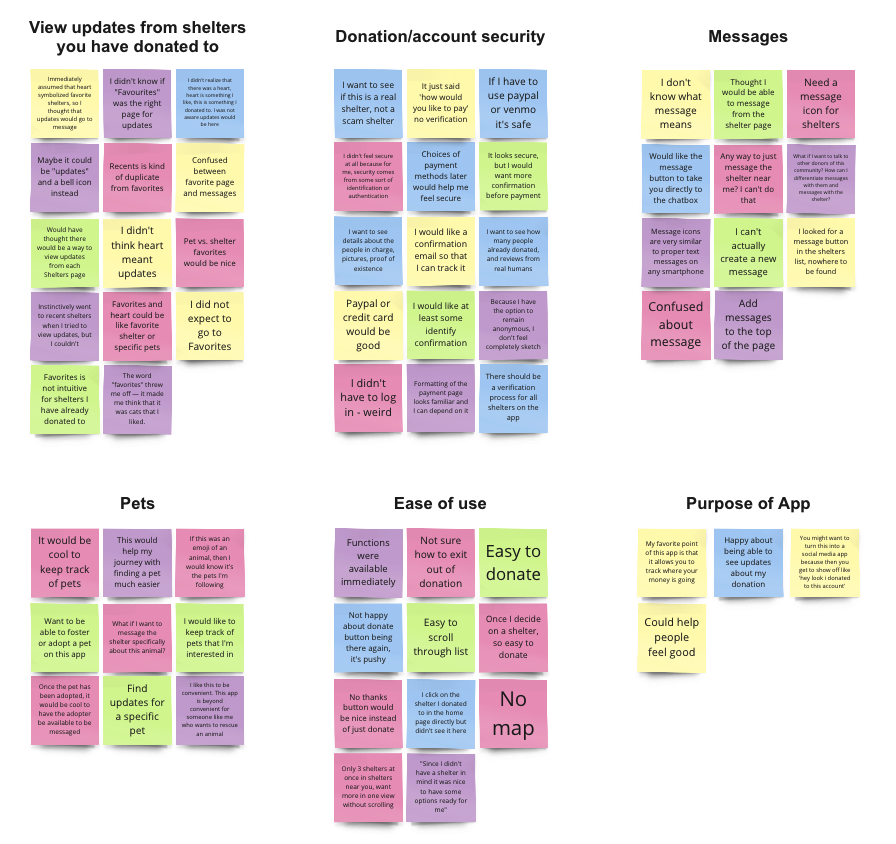 View updates from shelters
you have donated to
Immediately
assumed that heart
symbolized favorite
shelters, so I
thought that
updates would go to
message
I didn't know if
"Favourites"
was the right
page for
updates
I didn't realize that
there was a heart,
heart is something I
like, this is something I
donated to. I was not
aware updates would
be here
Maybe it could
be "updates"
and a bell icon
instead
Recents is kind
of duplicate
from favorites
Confused
between
favorite page
and messages
Would have
thought there
would be a way to
view updates
from each
Shelters page
I didn't
think heart
meant
updates
Pet vs. shelter
favorites
would be nice
Instinctively went
to recent shelters
when I tried to
view updates, but
I couldn't
Favorites and
heart could be
like favorite
shelter or
specific pets
I did not
expect to
go to
Favorites
Favorites is
not intuitive
for shelters I
have already
donated to
The word
"favorites" threw
me off — it made
me think that it
was cats that I
liked.
Donation/account security
I want to see
if this is a real
shelter, not a
scam shelter
It just said
'how would
you like to pay'
no verification
If I have to
use paypal
or venmo
it's safe
I didn't feel secure
at all because for me,
security comes
from some sort of
identification or
authentication
Choices of
payment
methods later
would help me
feel secure
It looks secure,
but I would
want more
confirmation
before payment
I want to see
details about the
people in charge,
pictures, proof of
existence
I would like a
confirmation
email so that
I can track it
I want to see how
many people
already donated,
and reviews from
real humans
Paypal or
credit card
would be
good
I would like at
least some
identify
confirmation
Because I have
the option to
remain
anonymous, I
don't feel
completely sketch
I didn't
have to log
in - weird
Formatting of the
payment page
looks familiar and
I can depend on it
There should be
a verification
process for all
shelters on the
app
Messages
I don't
know what
message
means
Thought I
would be able
to message
from the
shelter page
Need a
message
icon for
shelters
Would like the
message
button to take
you directly to
the chatbox
Any way to just
message the
shelter near
me? I can't do
that
What if I want to talk to
other donors of this
community? How can I
differentiate messages
with them and
messages with the
shelter?
Message icons
are very similar
to proper text
messages on
any smartphone
I can't
actually
create a new
message
I looked for a
message button
in the shelters
list, nowhere to
be found
Confused
about
message
Add
messages
to the top
of the page
Pets
It would be
cool to
keep track
of pets
This would
help my
journey with
finding a pet
much easier
If this was an
emoji of an
animal, then I
would know it's
the pets I'm
following
Want to be
able to foster
or adopt a pet
on this app
What if I want to
message the
shelter specifically
about this animal?
I would like to
keep track of
pets that I'm
interested in
Once the pet has
been adopted, it
would be cool to
have the adopter
be available to be
messaged
Find
updates for
a specific
pet
I like this to be
convenient. This app
is beyond
convenient for
someone like me
who wants to rescue
an animal
Ease of use
Functions
were
available
immediately
Not sure
how to exit
out of
donation
Easy to
donate
Not happy
about donate
button being
there again,
it's pushy
Easy to
scroll
through list
Once I decide
on a shelter,
so easy to
donate
No thanks
button would
be nice instead
of just donate
I click on the
shelter I donated
to in the home
page directly but
didn't see it here
No
map
Only 3 shelters at
once in shelters
near you, want
more in one view
without scrolling
"Since I didn't
have a shelter in
mind it was nice
to have some
options ready for
me"
Purpose of App
My favorite point
of this app is that
it allows you to
track where your
money is going
Happy about
being able to
see updates
about my
donation
You might want to
turn this into a
social media app
because then you
get to show off like
'hey look I donated
to this account'
Could help
people
feel good